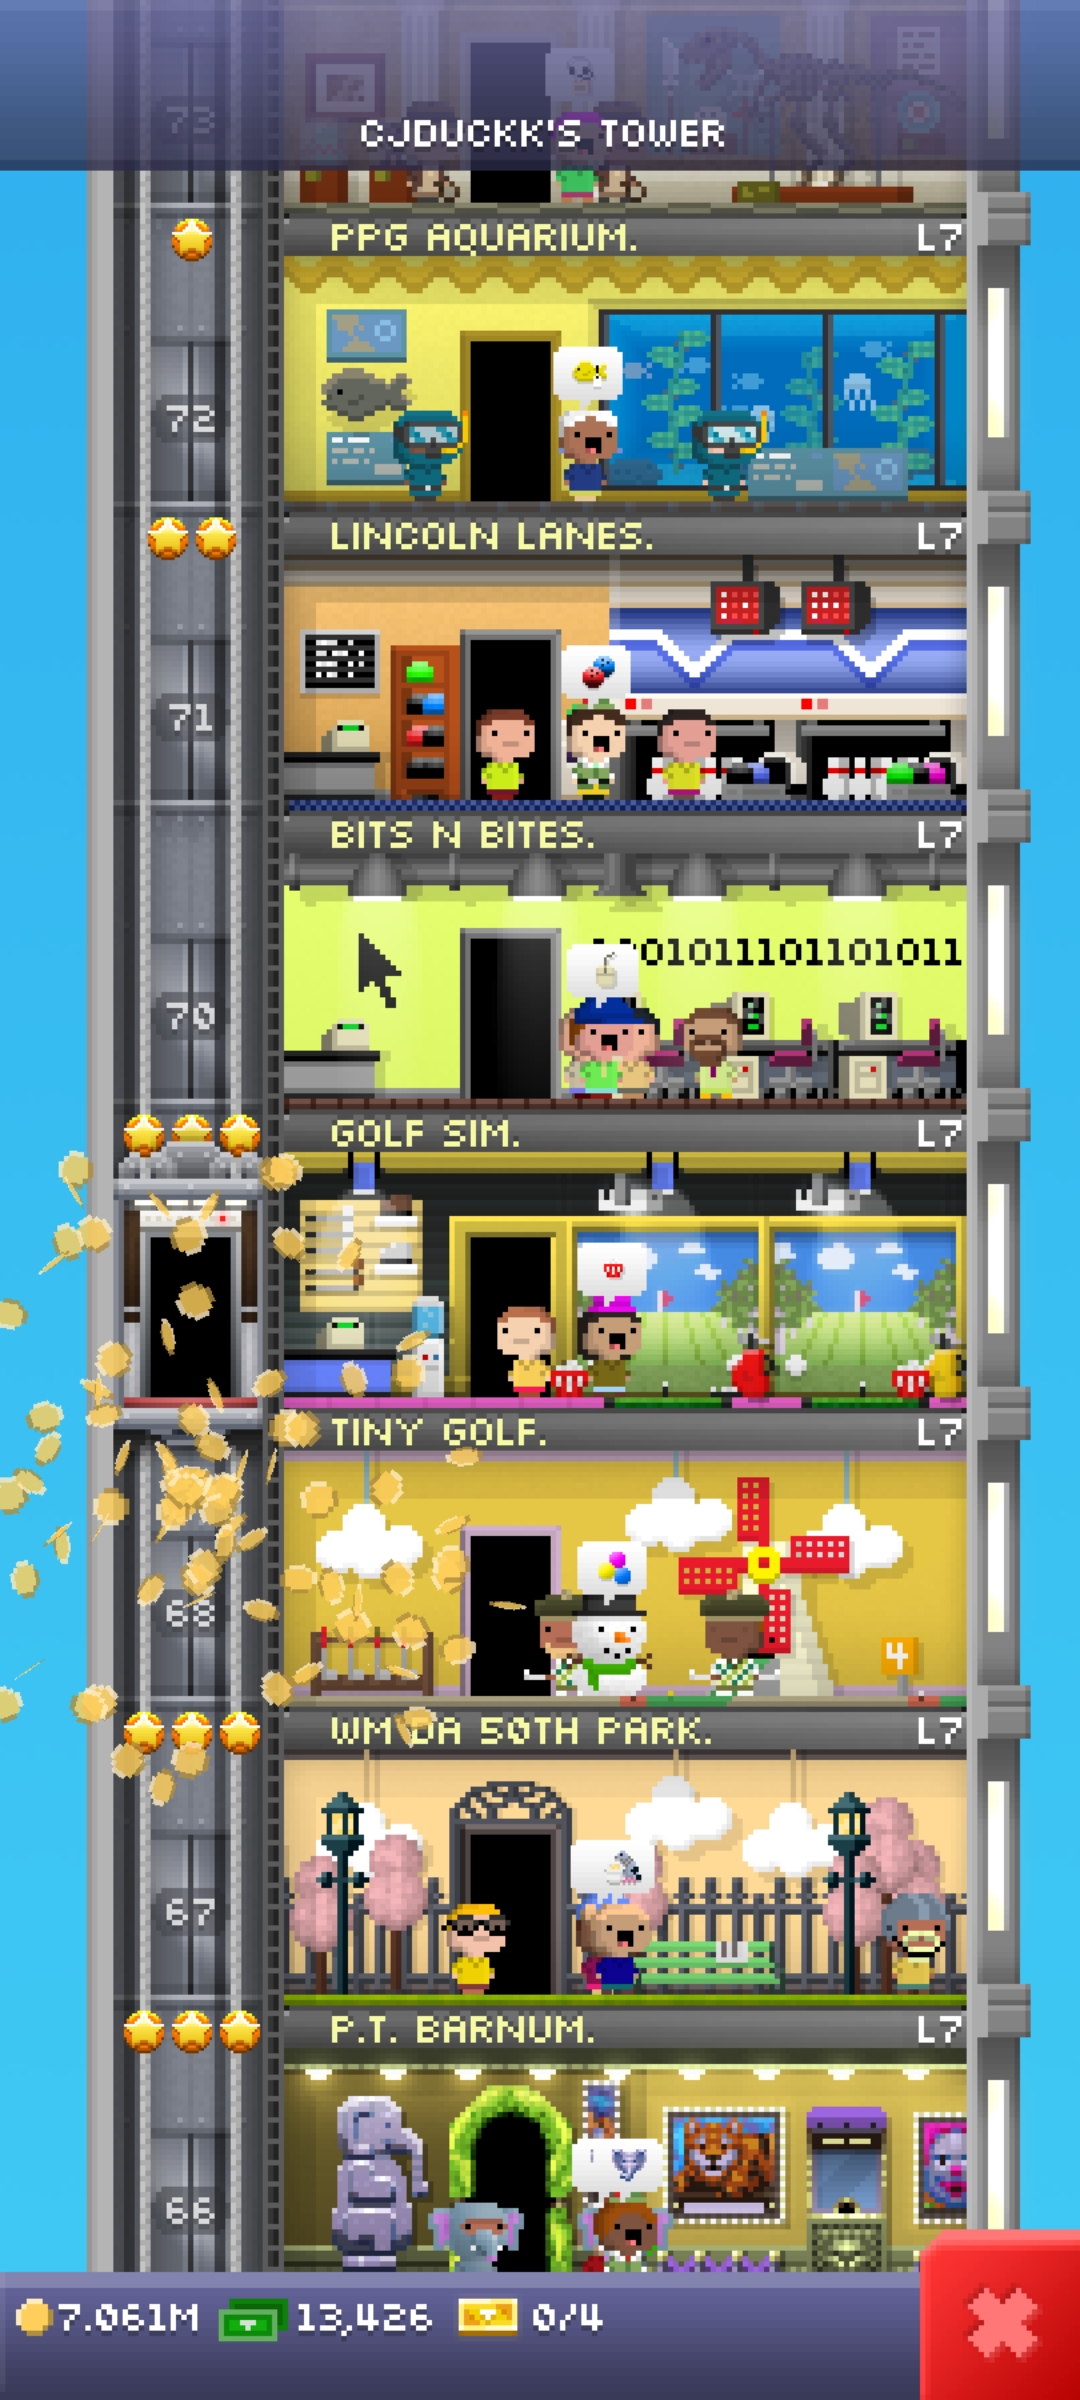 73
CJDUCKK'S TOWER
PPG AQUARIUM. L7
72
LINCOLN LANES. L7
71
BITS N BITES. L7
01011101101011
70
GOLF SIM. L7
TINY GOLF. L7
68
4
WM DA 50TH PARK. L7
67
P.T. BARNUM. L7
66
7.061M 13,426 0/4